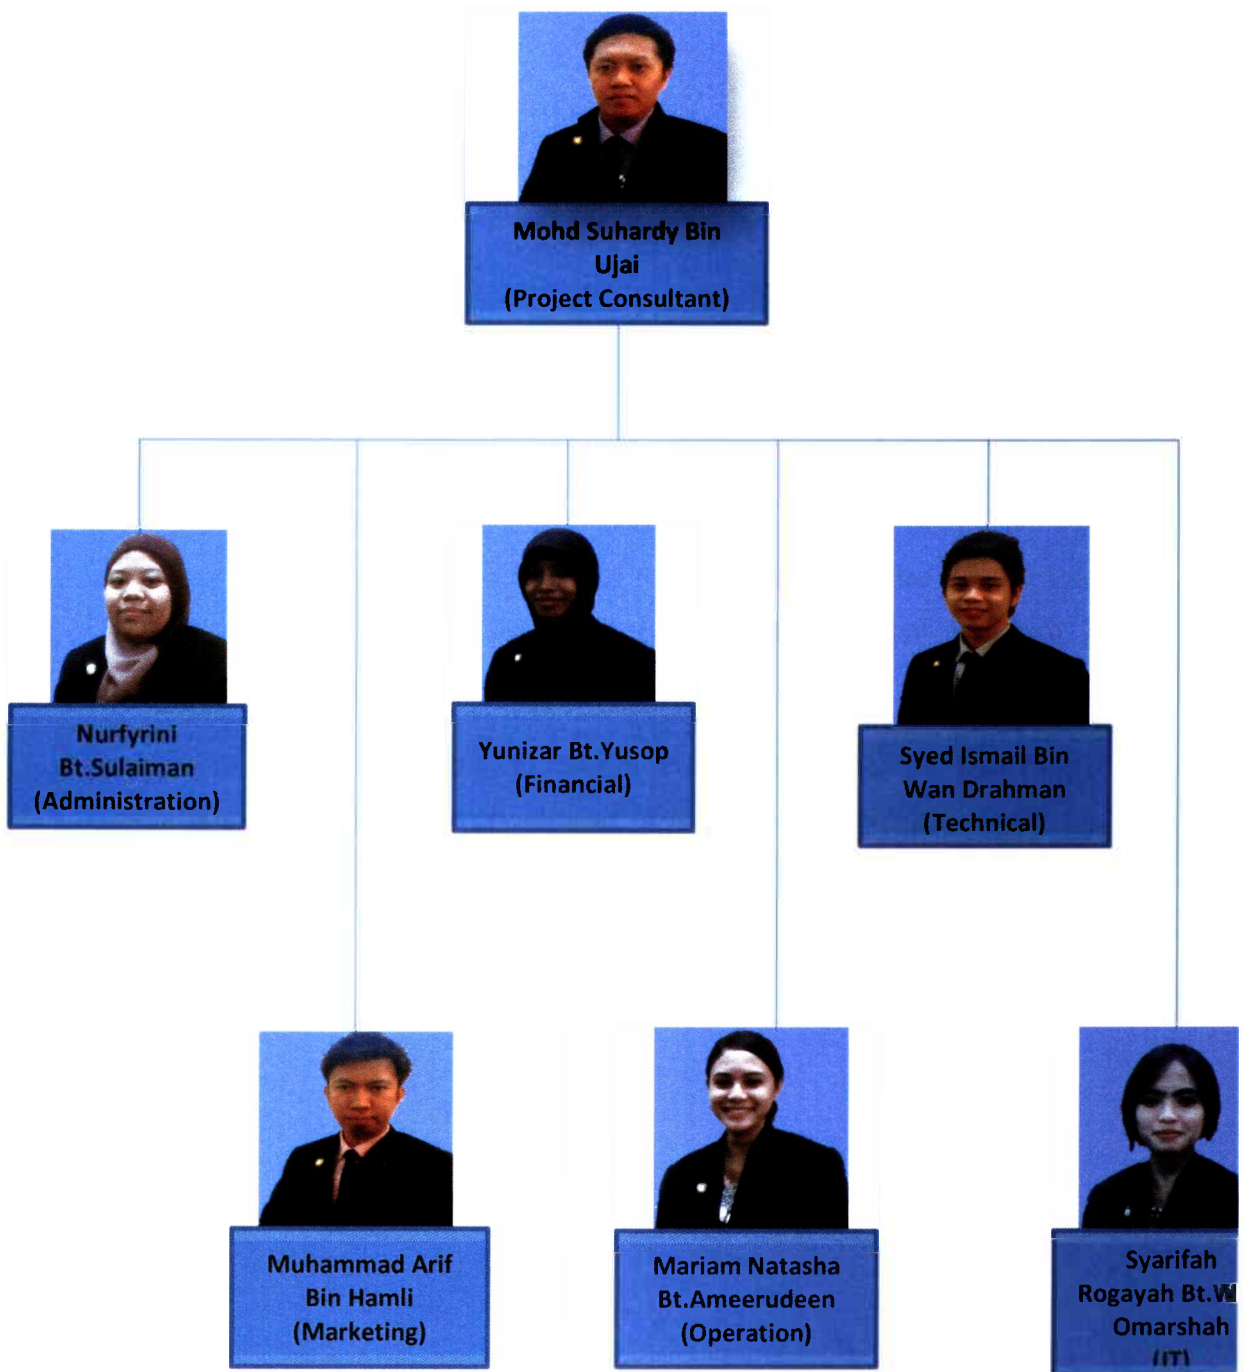 Mohd Suhardy Bin
Ujai
(Project Consultant)
Nurfyrini
Bt.Sulaiman
(Administration)
Yunizar Bt.Yusop
(Financial)
Syed Ismail Bin
Wan Drahman
(Technical)
Muhammad Arif
Bin Hamli
(Marketing)
Mariam Natasha
Bt.Ameerudeen
(Operation)
Syarifah
Rogayah Bt.W
Omarshah
(IT)